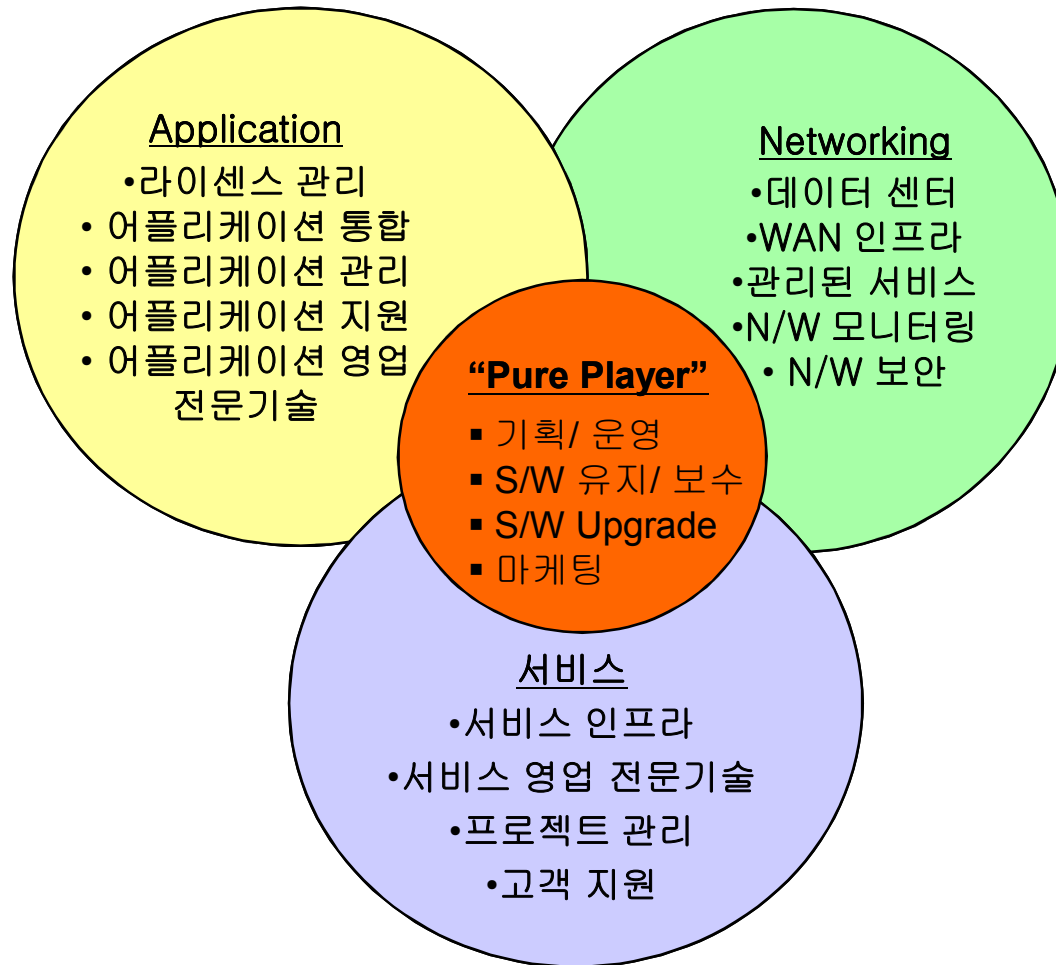 Application
•라이센스 관리
• 어플리케이션 통합
• 어플리케이션 관리
• 어플리케이션 지원
• 어플리케이션 영업
전문기술
Networking
•데이터 센터
•WAN 인프라
•관리된 서비스
•N/W 모니터링
• N/W 보안
“Pure Player”
▪ 기획/ 운영
▪ S/W 유지/ 보수
▪ S/W Upgrade
▪ 마케팅
서비스
•서비스 인프라
•서비스 영업 전문기술
•프로젝트 관리
•고객 지원